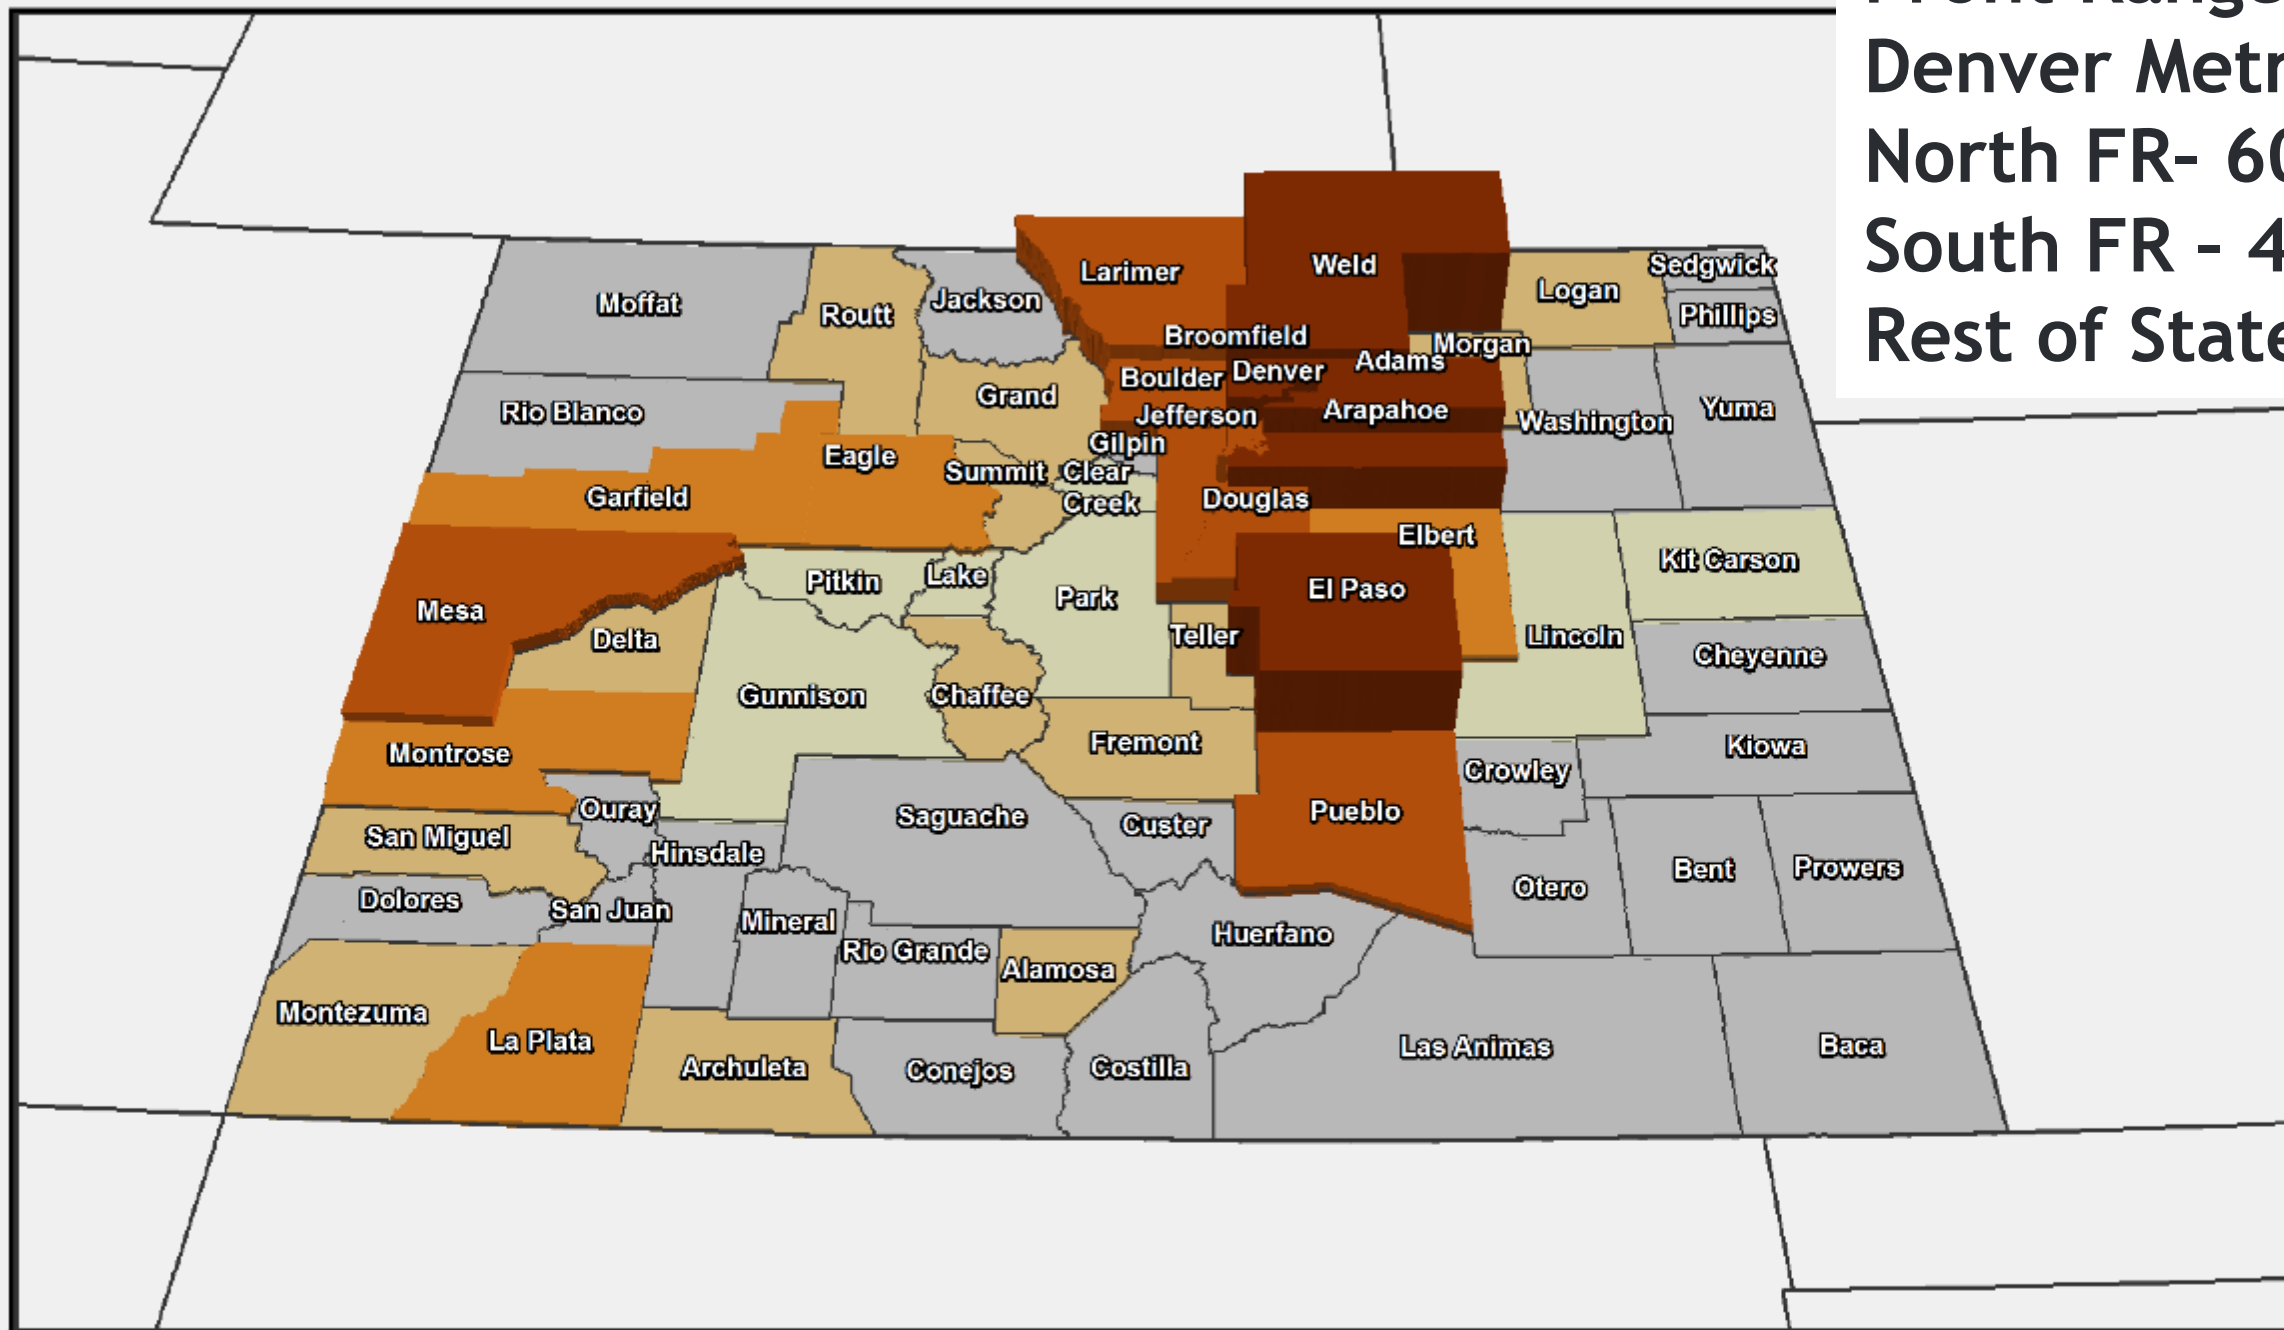 Front Range
Denver Metr
North FR- 60
South FR - 4
Rest of State
Larimer
Weld
Sedgwick
Logan
Moffat
Jackson
Routt
Phillips
Broomfield
Morgan
Adams
Denver
Boulder
Grand
Yuma
Rio Blanco
Jefferson
Arapahoe
Washington
Gilpin
Eagle
Summit
Clear
Creek
Garfield
Douglas
Elbert
Kit Carson
Pitkin
Lake
Park
El Paso
Mesa
Delta
Teller
Lincoln
Cheyenne
Gunnison
Chaffee
Fremont
Kiowa
Montrose
Crowley
Ouray
Saguache
Custer
Pueblo
San Miguel
Hinsdale
Otero
Bent
Prowers
Dolores
San Juan
Mineral
Rio Grande
Huerfano
Alamosa
Montezuma
La Plata
Archuleta
Conejos
Costilla
Las Animas
Baca